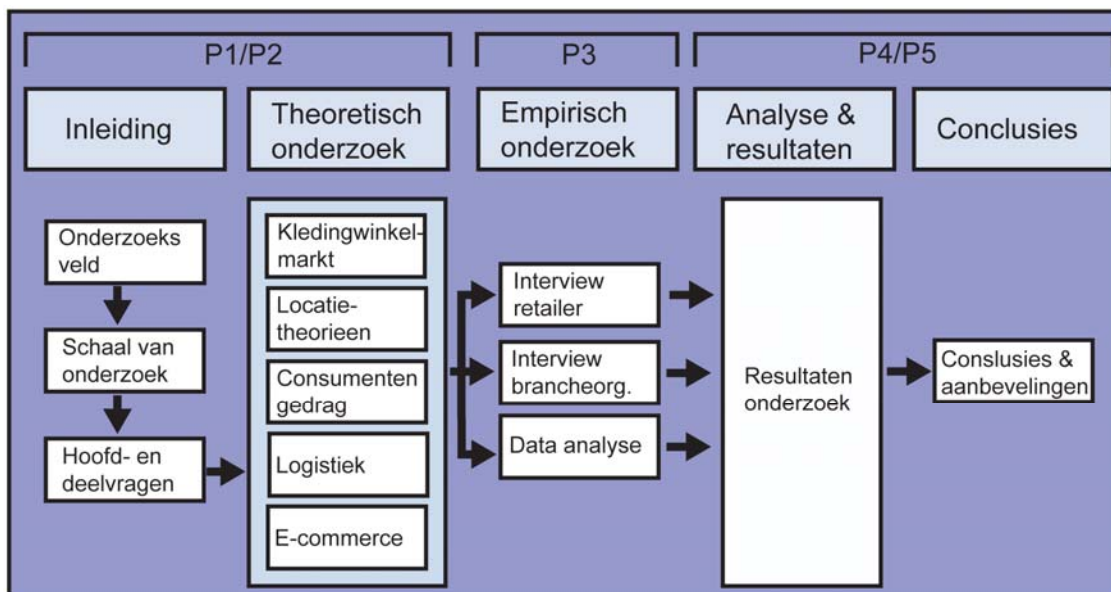 P1/P2
P3
P4/P5
Inleiding
Theoretisch
onderzoek
Empirisch
onderzoek
Analyse &
resultaten
Conclusies
Onderzoeks
veld
Schaal van
onderzoek
Hoofd- en
deelvragen
Kledingwinkel-
markt
Locatie-
theorieen
Consumenten
gedrag
Logistiek
E-commerce
Interview
retailer
Interview
brancheorg.
Data analyse
Resultaten
onderzoek
Conslusies &
aanbevelingen